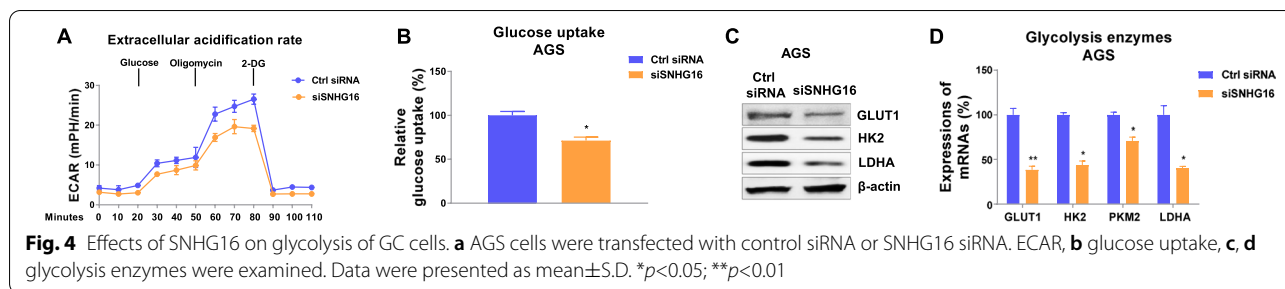 A
Extracellular acidification rate
Glucose
Oligomycin
2-DG
Ctrl siRNA
siSNHG16
ECAR (mPH/min)
30
20
10
0
Minutes
0 10 20 30 40 50 60 70 80 90 100 110
B
Glucose uptake
AGS
Ctrl siRNA
siSNHG16
Relative
glucose uptake (%)
150
100
50
0
*
C
AGS
Ctrl
siRNA
siSNHG16
GLUT1
HK2
LDHA
β-actin
D
Glycolysis enzymes
AGS
Ctrl siRNA
siSNHG16
Expressions of
mRNAs (%)
150
100
50
0
** * * *
GLUT1 HK2 PKM2 LDHA
Fig. 4 Effects of SNHG16 on glycolysis of GC cells. a AGS cells were transfected with control siRNA or SNHG16 siRNA. ECAR, b glucose uptake, c, d
glycolysis enzymes were examined. Data were presented as mean±S.D. *p<0.05; **p<0.01